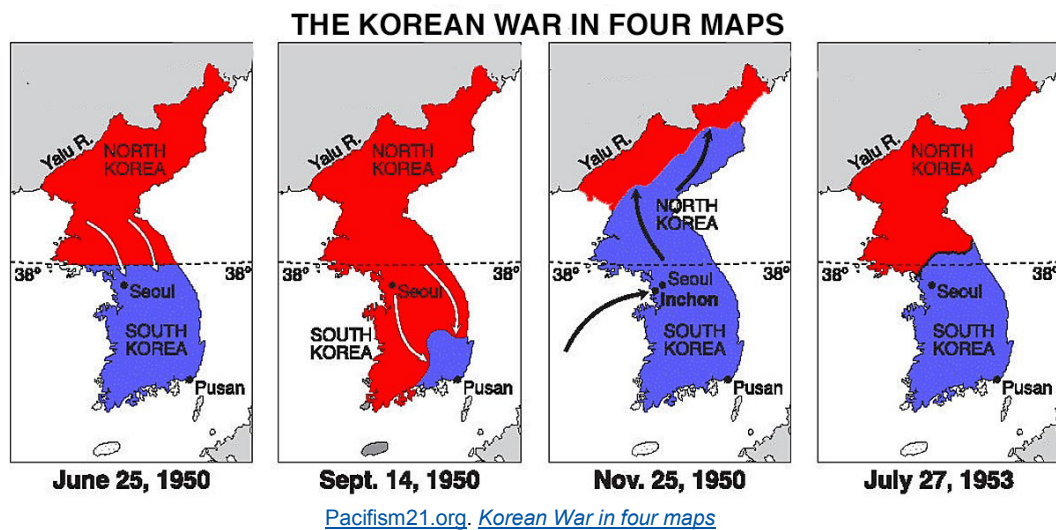 THE KOREAN WAR IN FOUR MAPS
Yalu R.
NORTH
KOREA
38°
38°
Seoul
SOUTH
KOREA
Pusan
June 25, 1950
Yalu R.
NORTH
KOREA
38°
38°
Seoul
SOUTH
KOREA
Pusan
Sept. 14, 1950
Yalu R.
NORTH
KOREA
38°
38°
Seoul
Inchon
SOUTH
KOREA
Pusan
Nov. 25, 1950
Yalu R.
NORTH
KOREA
38°
38°
Seoul
SOUTH
KOREA
Pusan
July 27, 1953
Pacifism21.org. Korean War in four maps